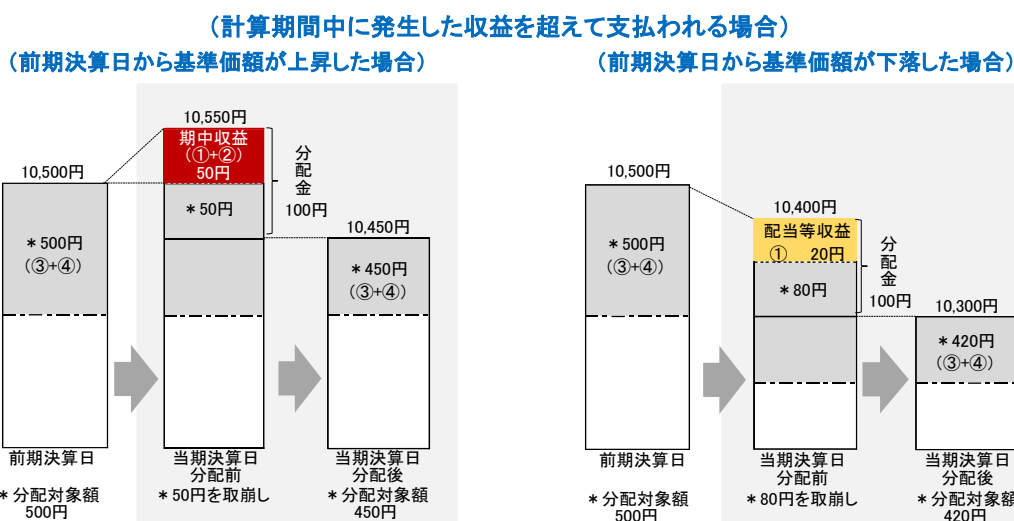 （計算期間中に発生した収益を超えて支払われる場合）
（前期決算日から基準価額が上昇した場合）
10,550円
期中収益
（①+②）
50円
分配金
100円
10,500円
＊50円
10,450円
＊500円
（③+④）
＊450円
（③+④）
前期決算日
当期決算日
分配前
当期決算日
分配後
＊分配対象額
500円
＊50円を取崩し
＊分配対象額
450円
（前期決算日から基準価額が下落した場合）
10,500円
10,400円
配当等収益
① 20円
分配金
100円
＊500円
（③+④）
＊80円
10,300円
＊420円
（③+④）
前期決算日
当期決算日
分配前
当期決算日
分配後
＊分配対象額
500円
＊80円を取崩し
＊分配対象額
420円